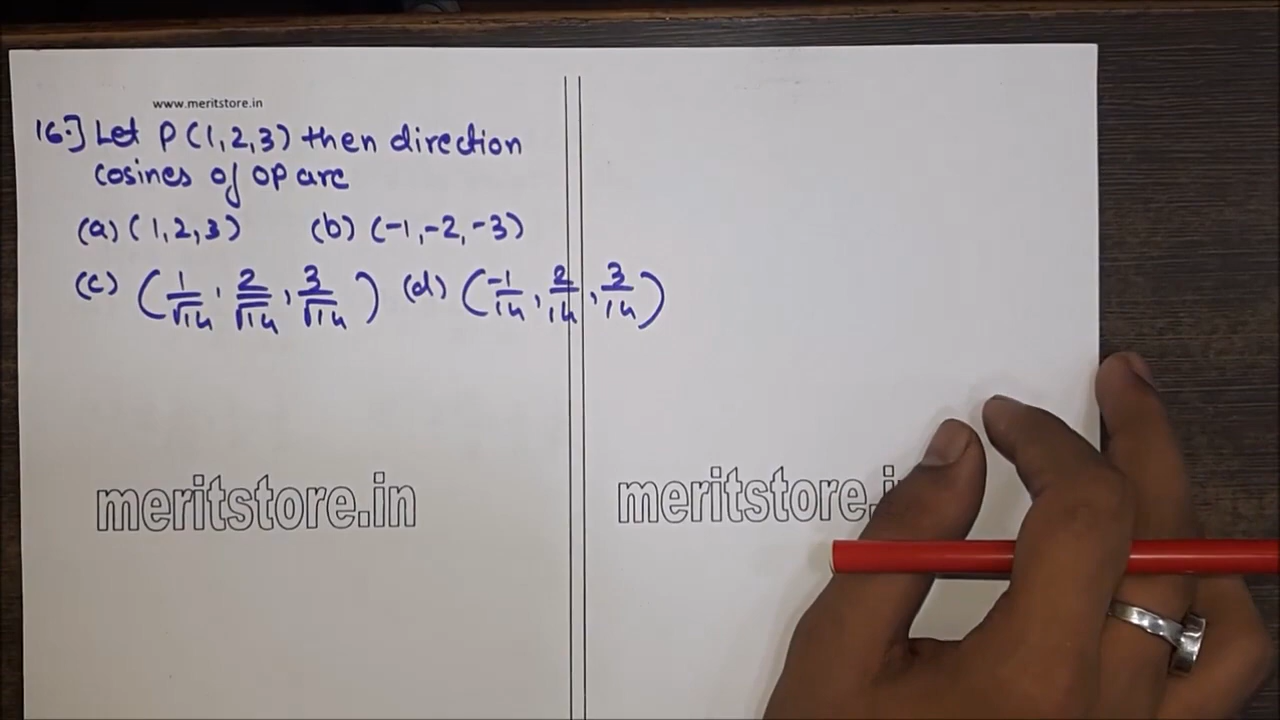 www.meritstore.in
16.] Let P(1,2,3) then direction
cosines of OP are
(a) (1,2,3) (b) (-1,-2,-3)
(c) (1/√14, 2/√14, 3/√14) (d) (-1/14, 2/14, 3/14)
meritstore.in meritstore.i